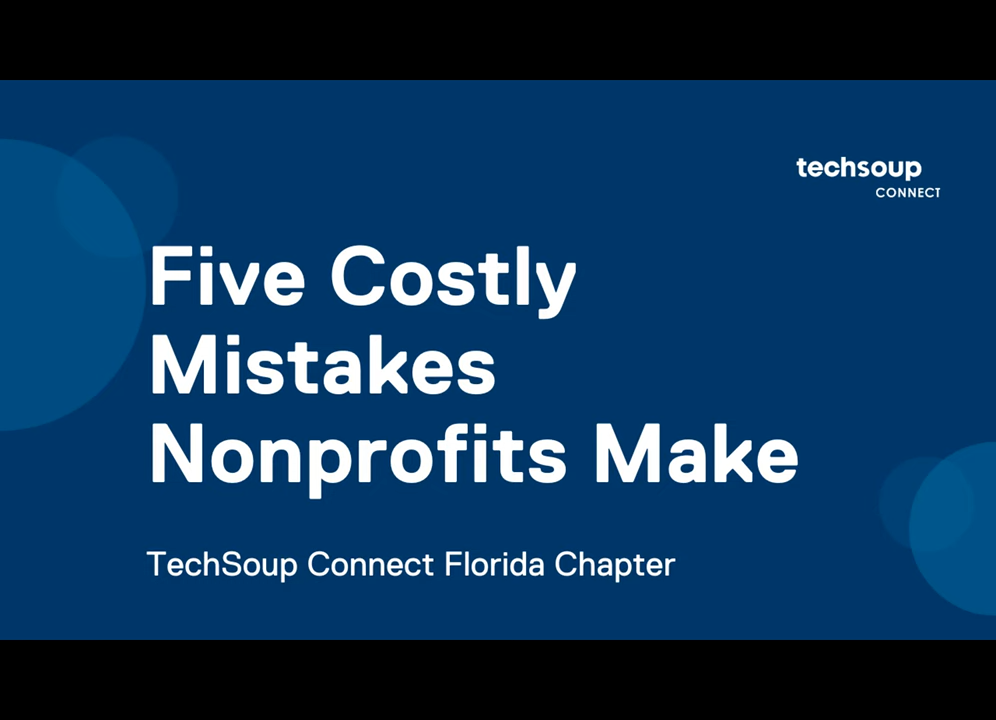 techsoup
CONNECT
Five Costly
Mistakes
Nonprofits Make
TechSoup Connect Florida Chapter